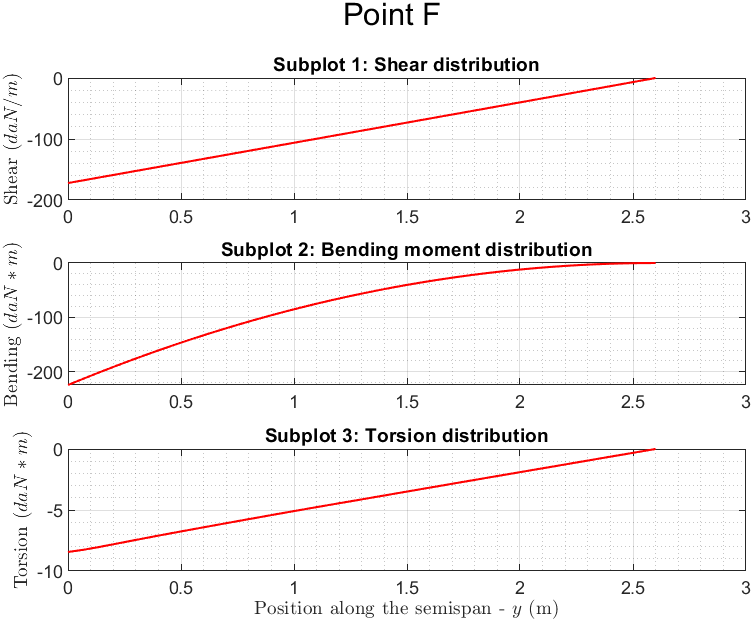 Point F
Subplot 1: Shear distribution
Shear (daN/m)
0
-100
-200
0 0.5 1 1.5 2 2.5 3
Subplot 2: Bending moment distribution
Bending (daN * m)
0
-100
-200
0 0.5 1 1.5 2 2.5 3
Subplot 3: Torsion distribution
Torsion (daN * m)
0
-5
-10
0 0.5 1 1.5 2 2.5 3
Position along the semispan - y (m)